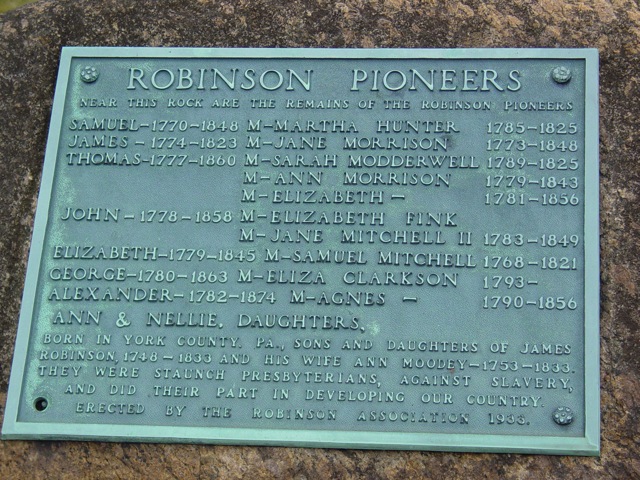 ROBINSON PIONEERS
NEAR THIS ROCK ARE THE REMAINS OF THE ROBINSON PIONEERS
SAMUEL-1770-1848 M-MARTHA HUNTER 1785-1825
JAMES-1774-1823 M-JANE MORRISON 1773-1848
THOMAS-1777-1860 M-SARAH MODDERWELL 1789-1825
M-ANN MORRISON 1779-1843
M-ELIZABETH- 1781-1856
JOHN-1778-1858 M-ELIZABETH FINK
M-JANE MITCHELL II 1783-1849
ELIZABETH-1779-1845 M-SAMUEL MITCHELL 1768-1821
GEORGE-1780-1863 M-ELIZA CLARKSON 1793-
ALEXANDER-1782-1874 M-AGNES - 1790-1856
ANN & NELLIE, DAUGHTERS,
BORN IN YORK COUNTY, PA., SONS AND DAUGHTERS OF JAMES
ROBINSON, 1748-1833 AND HIS WIFE ANN MOODEY-1753-1833.
THEY WERE STAUNCH PRESBYTERIANS, AGAINST SLAVERY,
AND DID THEIR PART IN DEVELOPING OUR COUNTRY.
ERECTED BY THE ROBINSON ASSOCIATION 1933.